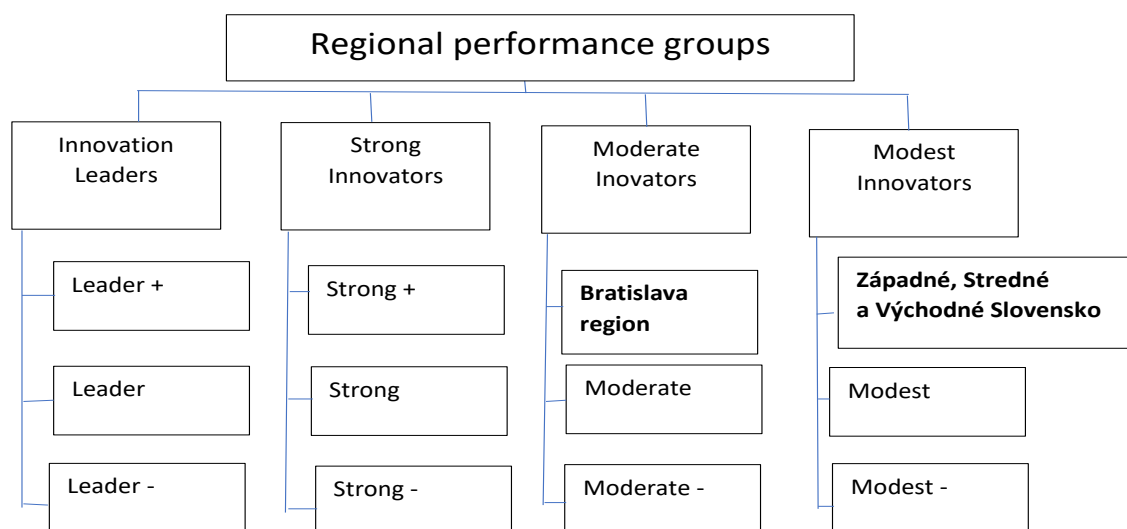 Regional performance groups
Innovation
Leaders
Strong
Innovators
Moderate
Inovators
Modest
Innovators
Leader +
Strong +
Bratislava
region
Západné, Stredné
a Východné Slovensko
Leader
Strong
Moderate
Modest
Leader -
Strong -
Moderate -
Modest -